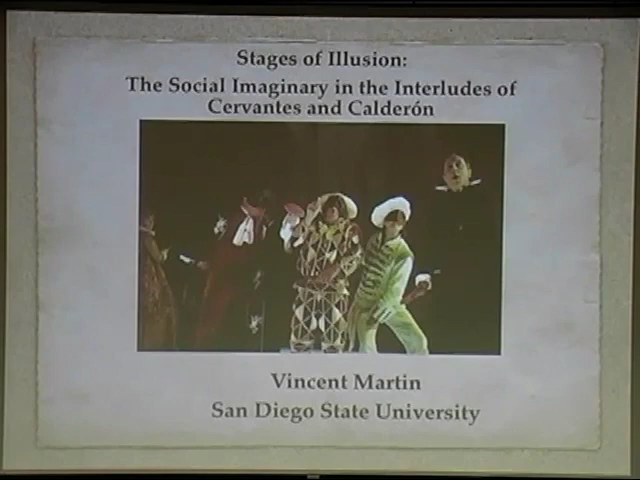 Stages of Illusion:
The Social Imaginary in the Interludes of
Cervantes and Calderón
Vincent Martin
San Diego State University